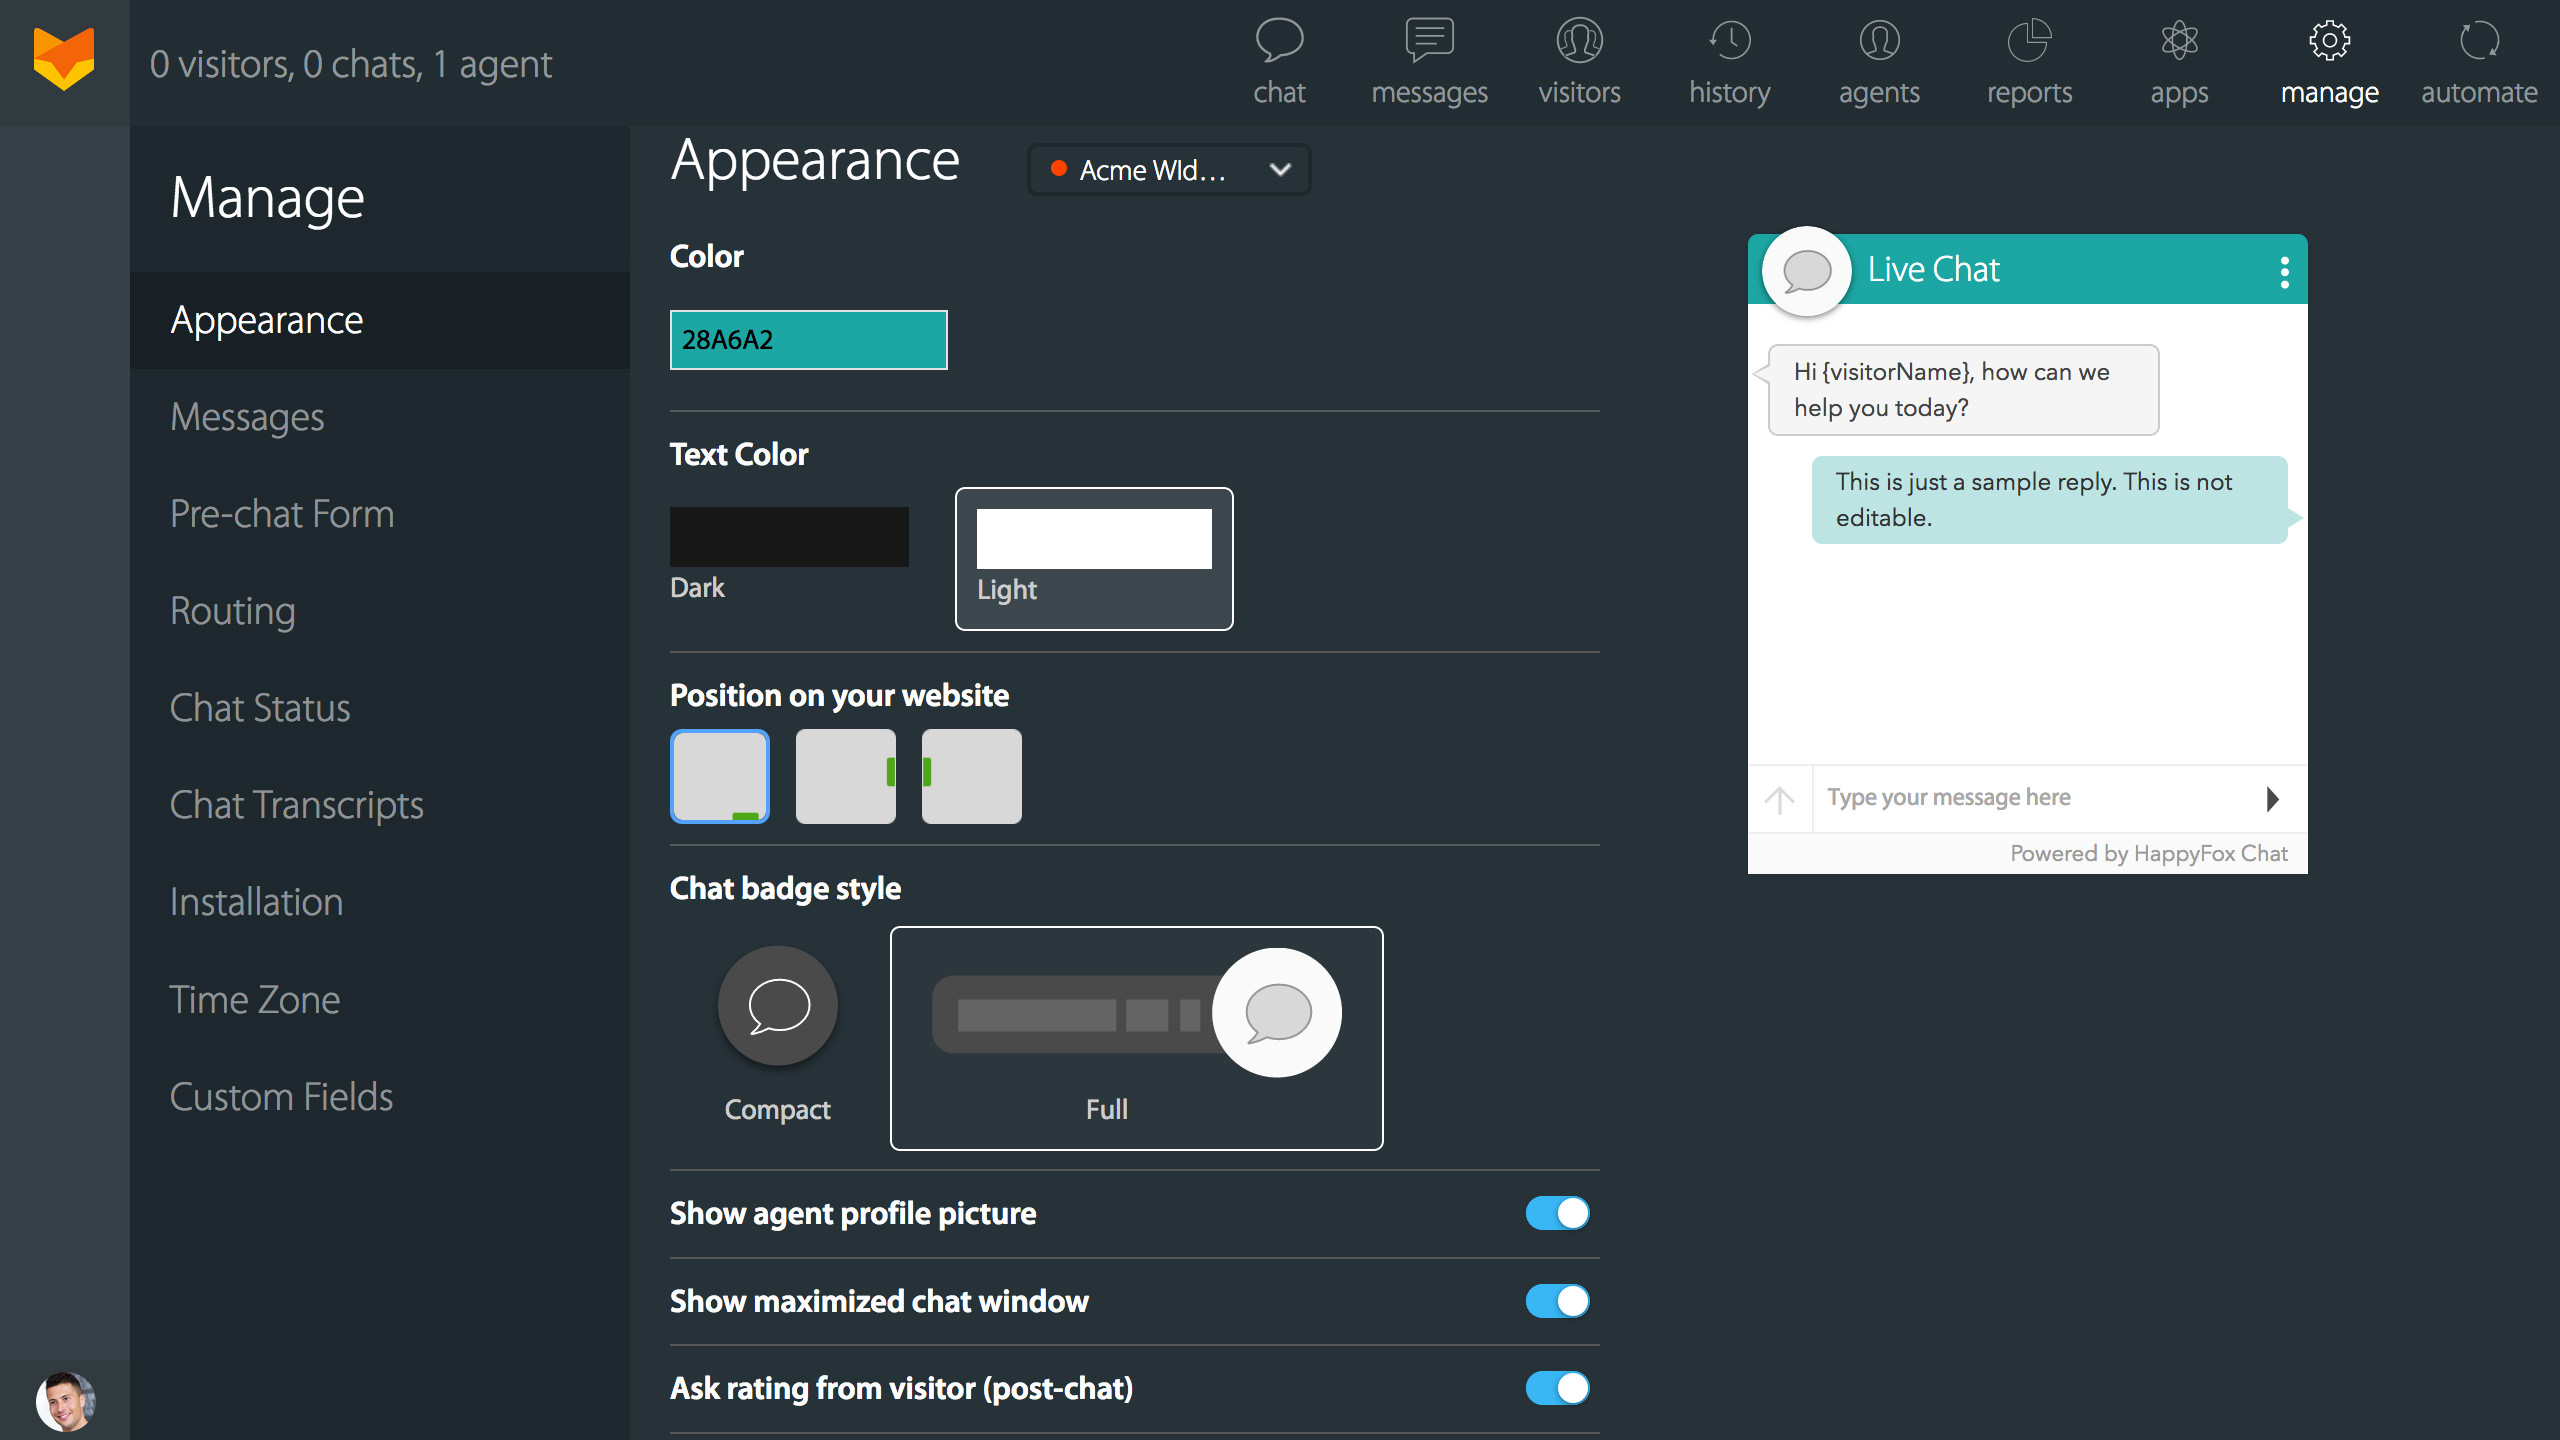 0 visitors, 0 chats, 1 agent
chat
messages
visitors
history
agents
reports
apps
manage
automate
Manage
Appearance
Messages
Pre-chat Form
Routing
Chat Status
Chat Transcripts
Installation
Time Zone
Custom Fields
Appearance
Acme WId...
Color
28A6A2
Text Color
Dark
Light
Position on your website
Chat badge style
Compact
Full
Show agent profile picture
Show maximized chat window
Ask rating from visitor (post-chat)
Live Chat
Hi {visitorName}, how can we
help you today?
This is just a sample reply. This is not
editable.
Type your message here
Powered by HappyFox Chat